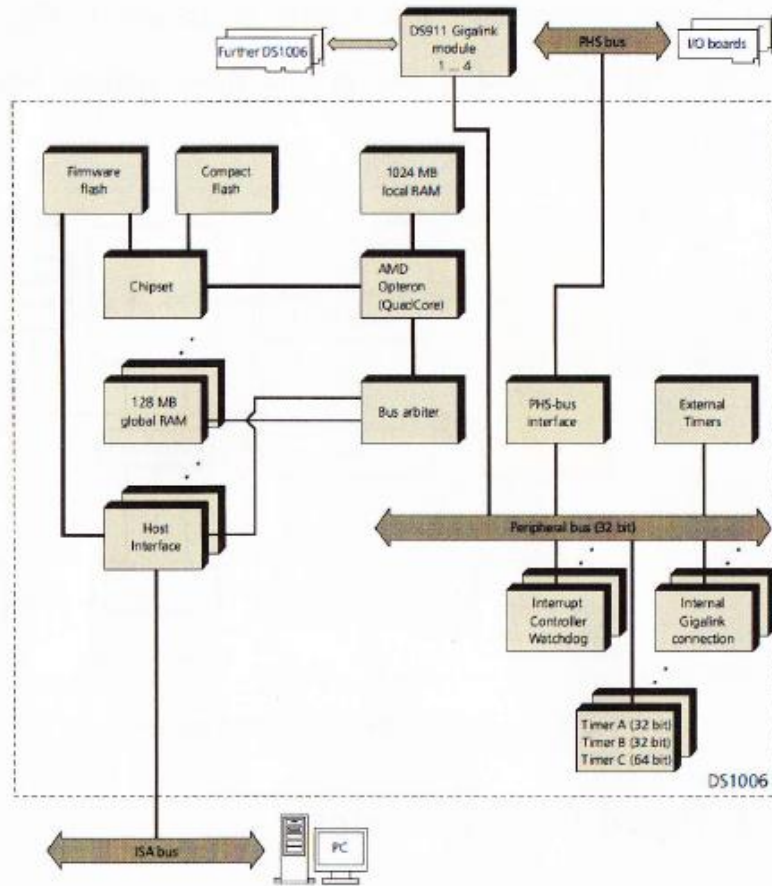 Further DS1006
DS911 Gigalink
module
1 ... 4
PHS bus
I/O boards
Firmware
flash
Compact
flash
1024 MB
local RAM
Chipset
AMD
Opteron
(QuadCore)
128 MB
global RAM
Bus arbiter
PHS-bus
interface
External
Timers
Host
Interface
Peripheral bus (32 bit)
Interrupt
Controller
Watchdog
Internal
Gigalink
connection
Timer A (32 bit)
Timer B (32 bit)
Timer C (64 bit)
DS1006
ISA bus
PC